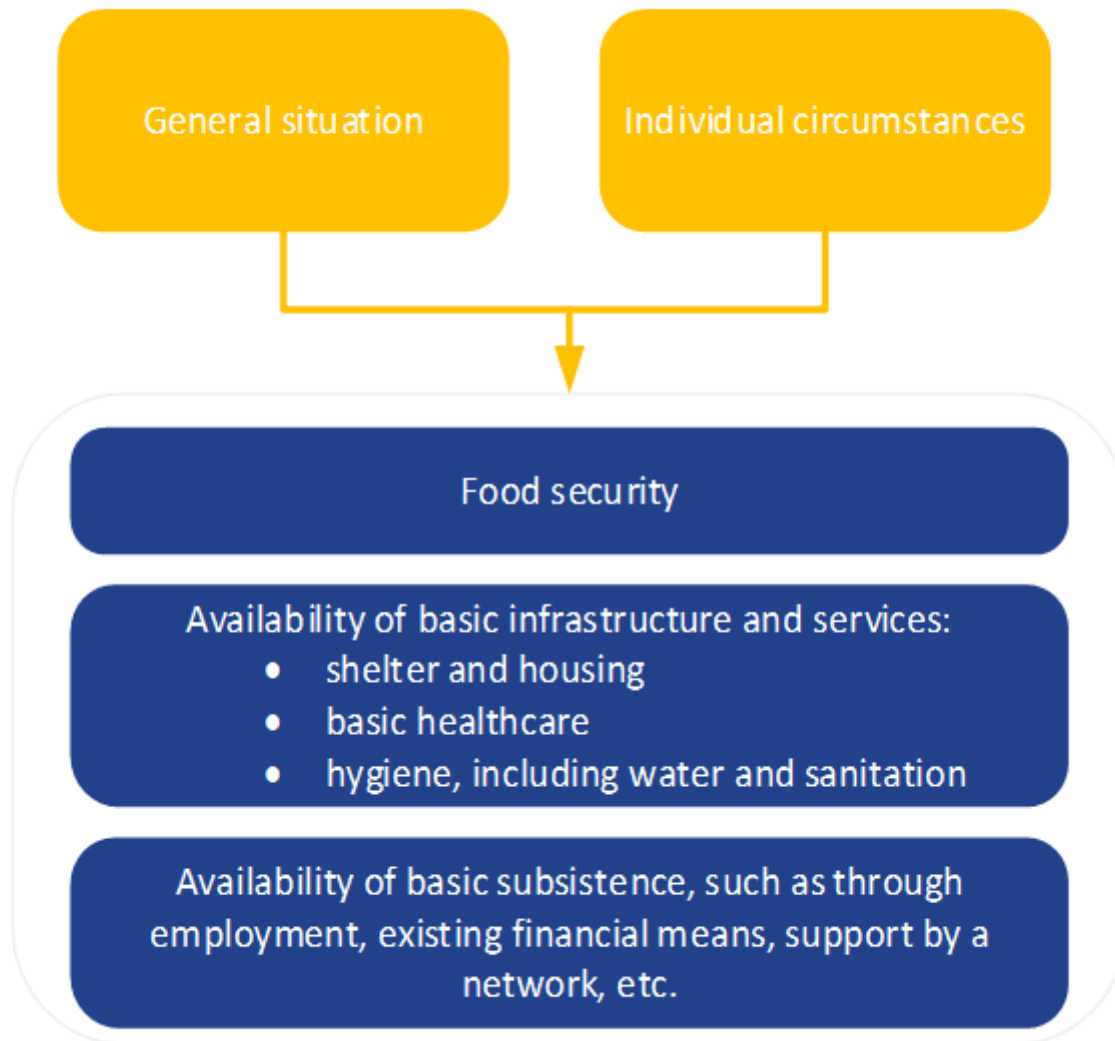 General situation
Individual circumstances
Food security
Availability of basic infrastructure and services:
• shelter and housing
• basic healthcare
• hygiene, including water and sanitation
Availability of basic subsistence, such as through
employment, existing financial means, support by a
network, etc.